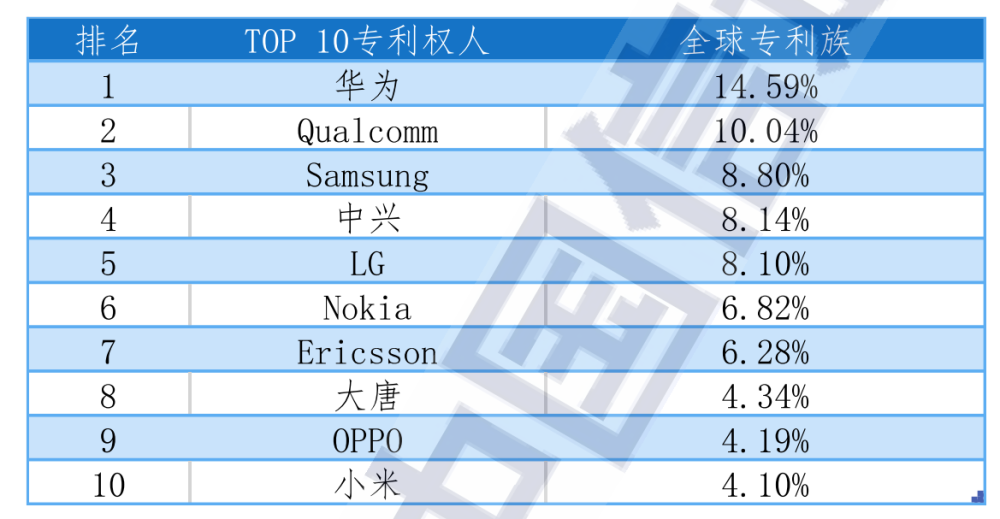 排名 TOP 10专利权人 全球专利族
1 华为 14.59%
2 Qualcomm 10.04%
3 Samsung 8.80%
4 中兴 8.14%
5 LG 8.10%
6 Nokia 6.82%
7 Ericsson 6.28%
8 大唐 4.34%
9 OPPO 4.19%
10 小米 4.10%
中国信